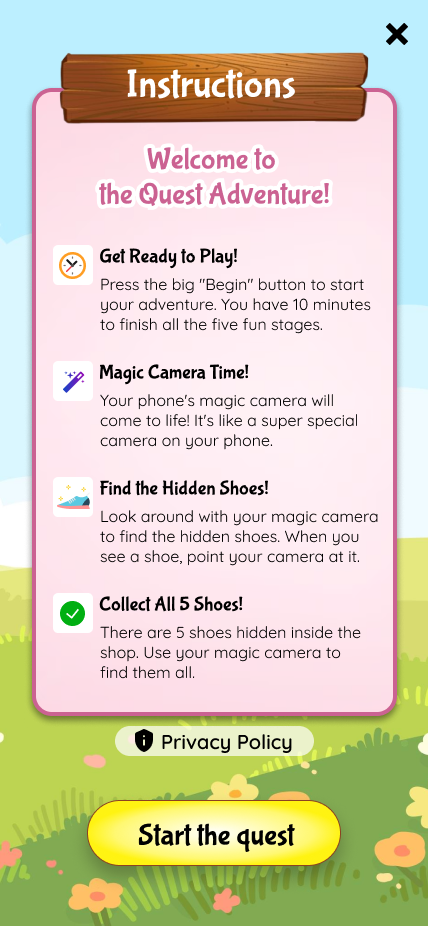 Instructions
Welcome to
the Quest Adventure!
Get Ready to Play!
Press the big "Begin" button to start
your adventure. You have 10 minutes
to finish all the five fun stages.
Magic Camera Time!
Your phone's magic camera will
come to life! It's like a super special
camera on your phone.
Find the Hidden Shoes!
Look around with your magic camera
to find the hidden shoes. When you
see a shoe, point your camera at it.
Collect All 5 Shoes!
There are 5 shoes hidden inside the
shop. Use your magic camera to
find them all.
Privacy Policy
Start the quest